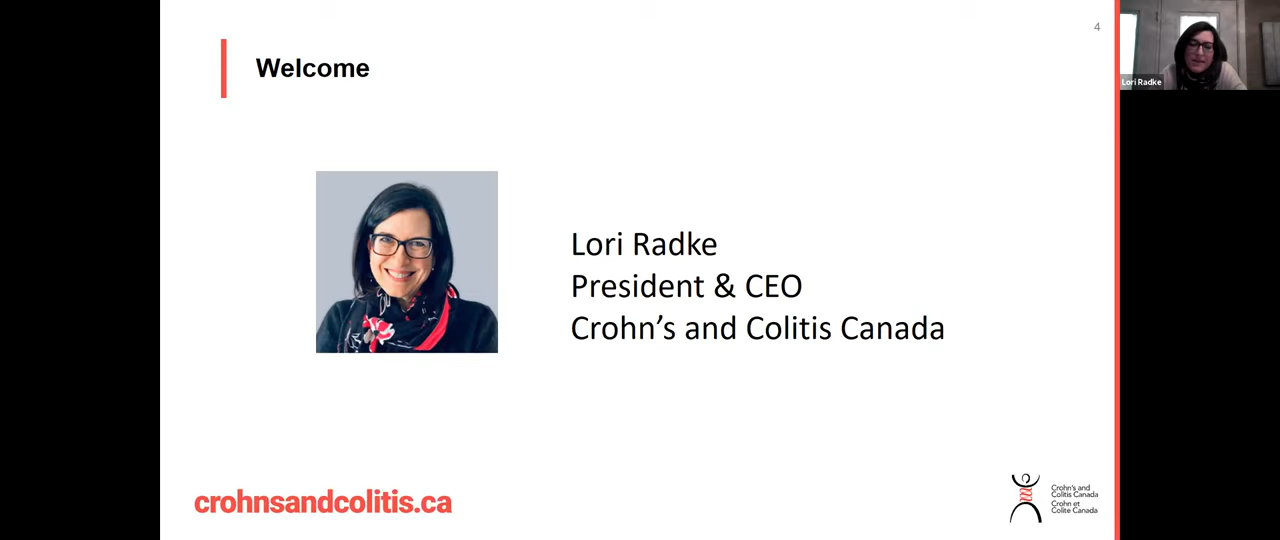 4
Welcome
Lori Radke
Lori Radke
President & CEO
Crohn’s and Colitis Canada
crohnsandcolitis.ca
Crohn's and
Colitis Canada
Crohn et
Colite Canada